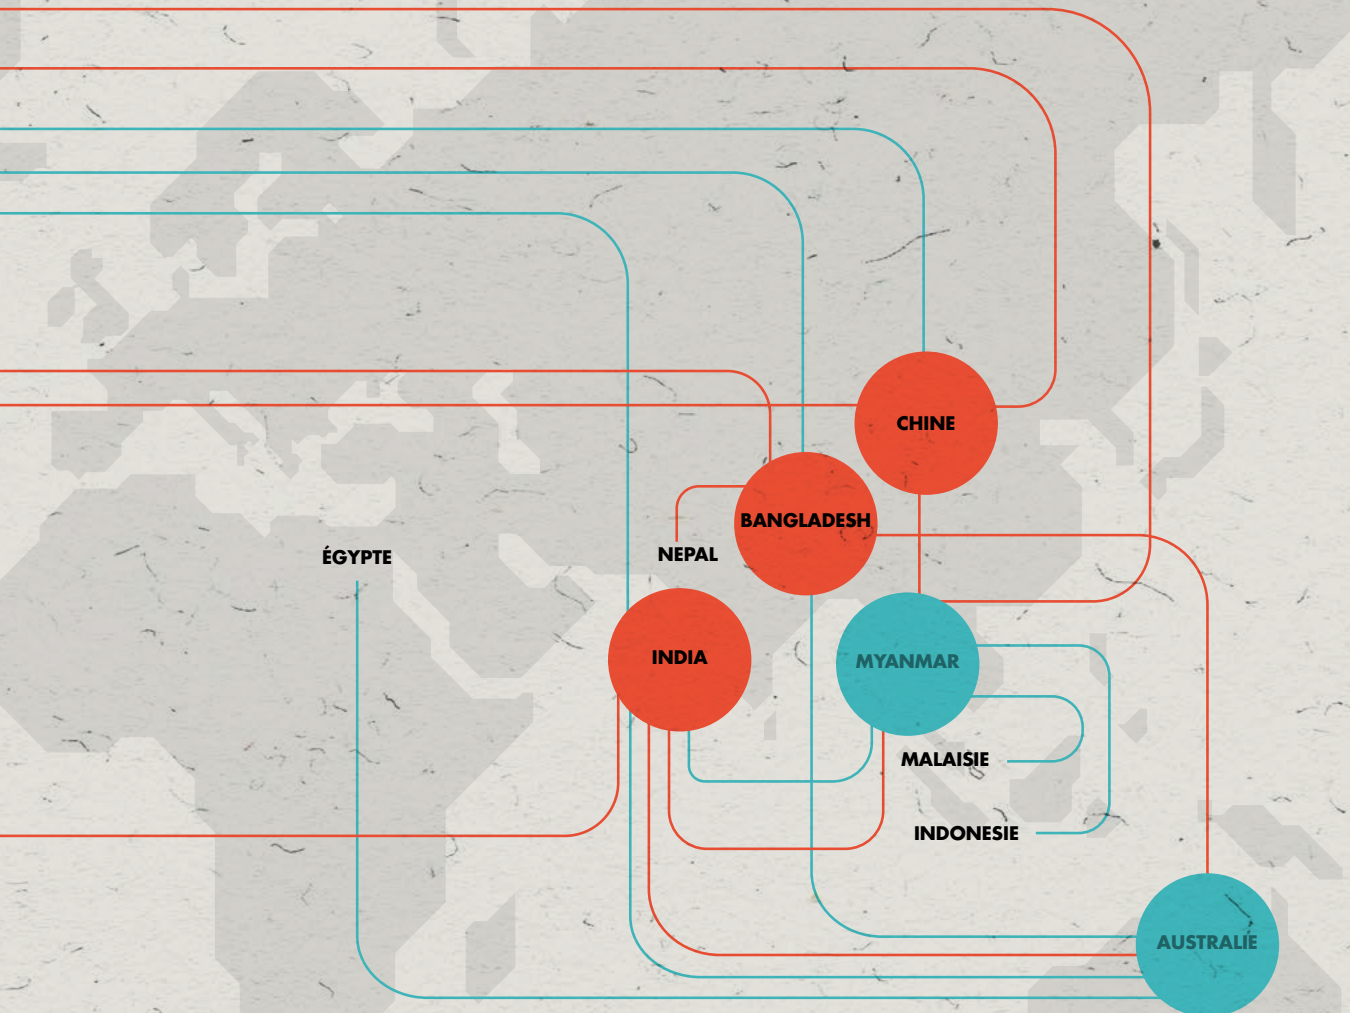 CHINE
BANGLADESH
NEPAL
ÉGYPTE
INDIA
MYANMAR
MALAISIE
INDONESIE
AUSTRALIE